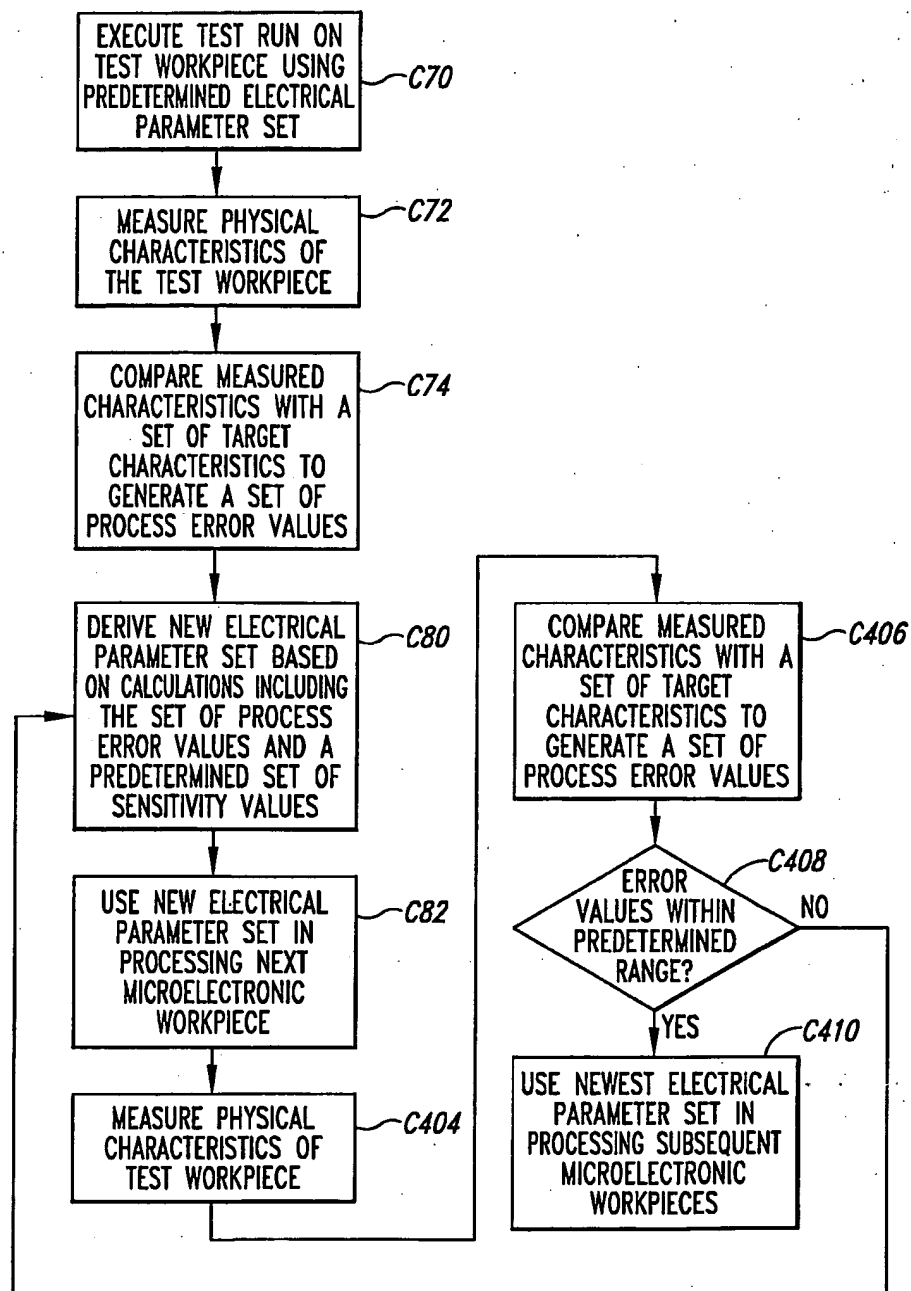 EXECUTE TEST RUN ON
TEST WORKPIECE USING
PREDETERMINED ELECTRICAL
PARAMETER SET
C70
MEASURE PHYSICAL
CHARACTERISTICS OF
THE TEST WORKPIECE
C72
COMPARE MEASURED
CHARACTERISTICS WITH A
SET OF TARGET
CHARACTERISTICS TO
GENERATE A SET OF
PROCESS ERROR VALUES
C74
DERIVE NEW ELECTRICAL
PARAMETER SET BASED
ON CALCULATIONS INCLUDING
THE SET OF PROCESS
ERROR VALUES AND A
PREDETERMINED SET OF
SENSITIVITY VALUES
C80
USE NEW ELECTRICAL
PARAMETER SET IN
PROCESSING NEXT
MICROELECTRONIC
WORKPIECE
C82
MEASURE PHYSICAL
CHARACTERISTICS OF
TEST WORKPIECE
C404
COMPARE MEASURED
CHARACTERISTICS WITH A
SET OF TARGET
CHARACTERISTICS TO
GENERATE A SET OF
PROCESS ERROR VALUES
C406
ERROR
VALUES WITHIN
PREDETERMINED
RANGE?
C408
NO
YES
USE NEWEST ELECTRICAL
PARAMETER SET IN
PROCESSING SUBSEQUENT
MICROELECTRONIC
WORKPIECES
C410